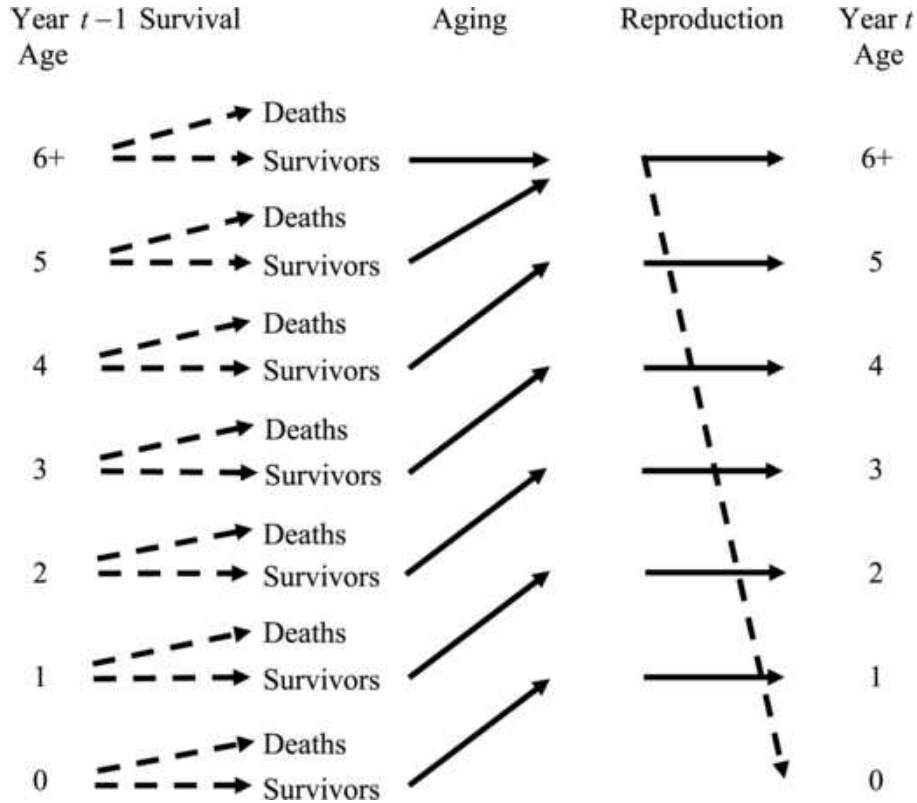 Year t−1 Survival Aging Reproduction Year t
Age Age
Deaths
6+ Survivors 6+
Deaths
5 Survivors 5
Deaths
4 Survivors 4
Deaths
3 Survivors 3
Deaths
2 Survivors 2
Deaths
1 Survivors 1
Deaths
0 Survivors 0